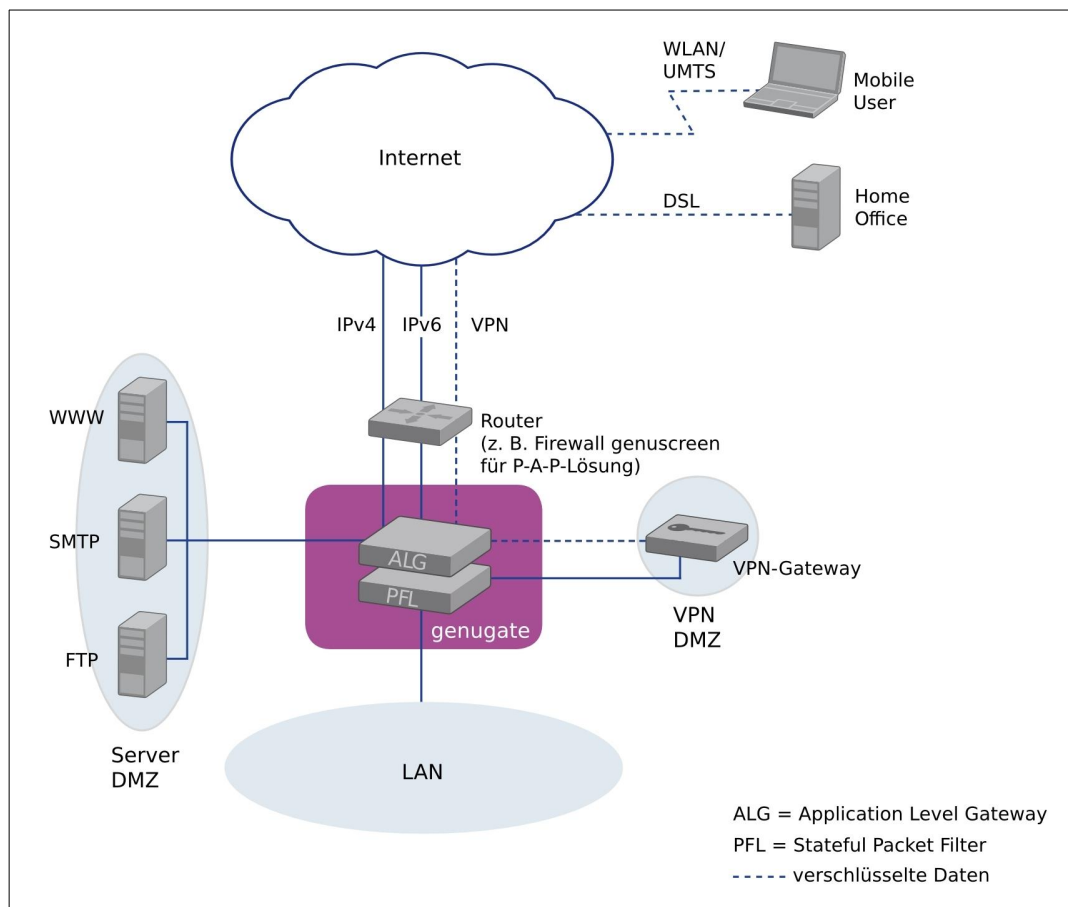 WLAN/
UMTS
Mobile
User
Internet
DSL
Home
Office
IPv4
IPv6
VPN
WWW
Router
(z. B. Firewall genuscreen
für P-A-P-Lösung)
SMTP
ALG
VPN-Gateway
PFL
VPN
DMZ
genugate
FTP
Server
DMZ
LAN
ALG = Application Level Gateway
PFL = Stateful Packet Filter
verschlüsselte Daten